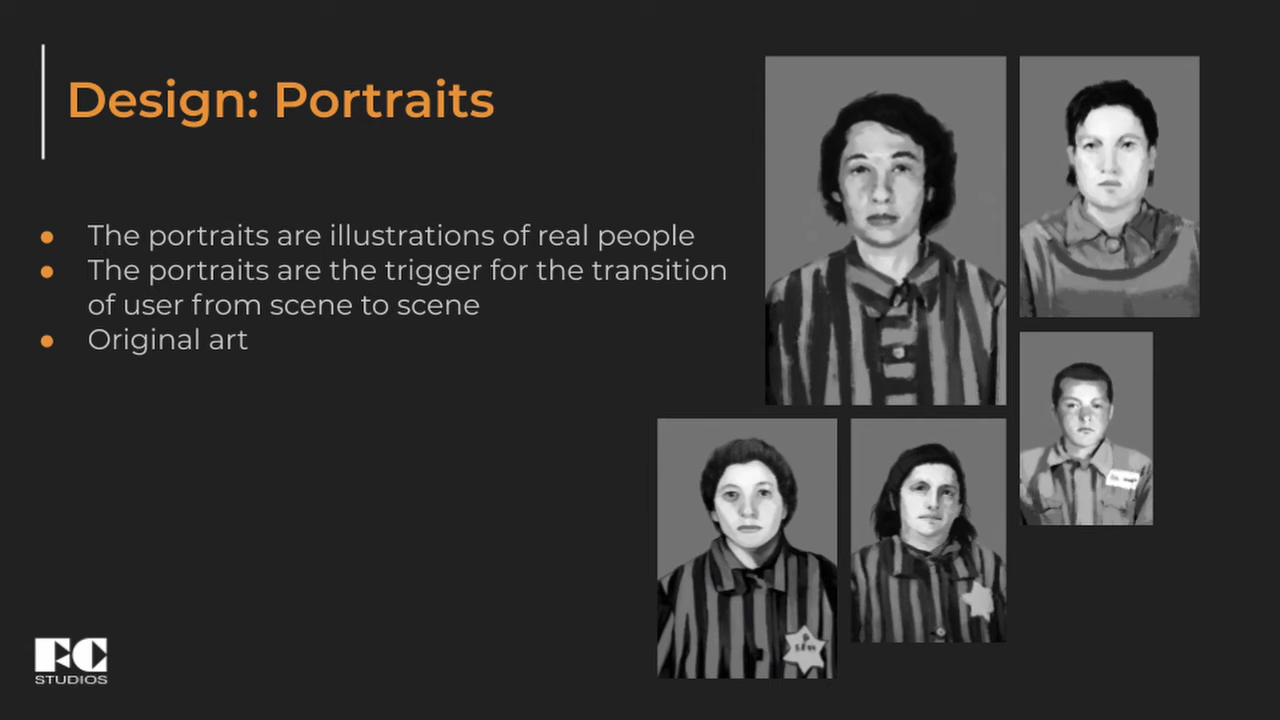 Design: Portraits
● The portraits are illustrations of real people
● The portraits are the trigger for the transition
of user from scene to scene
● Original art
EC
STUDIOS